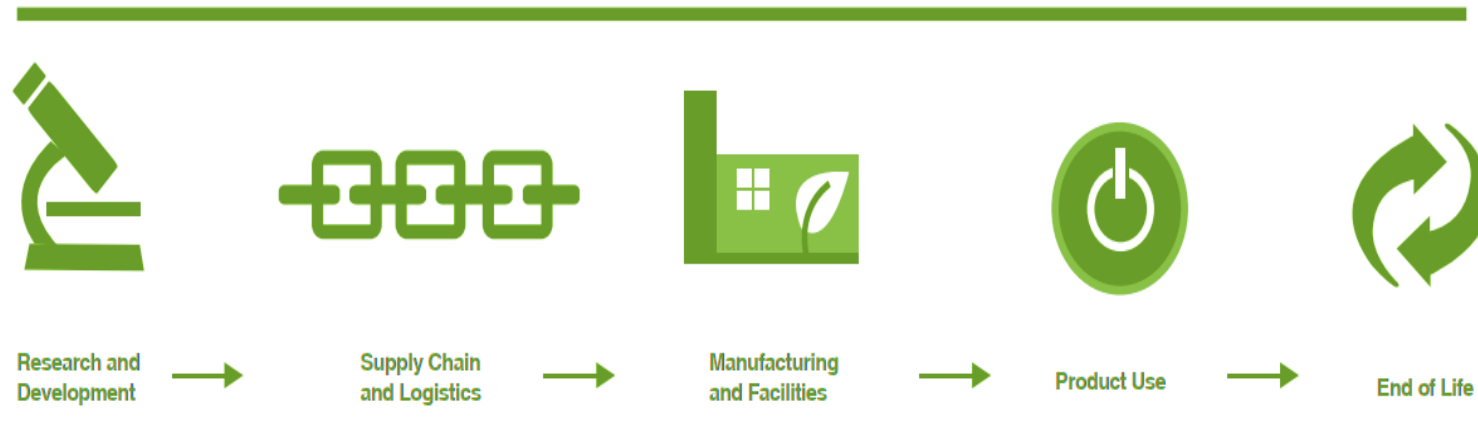 Research and
Development
Supply Chain
and Logistics
Manufacturing
and Facilities
Product Use
End of Life